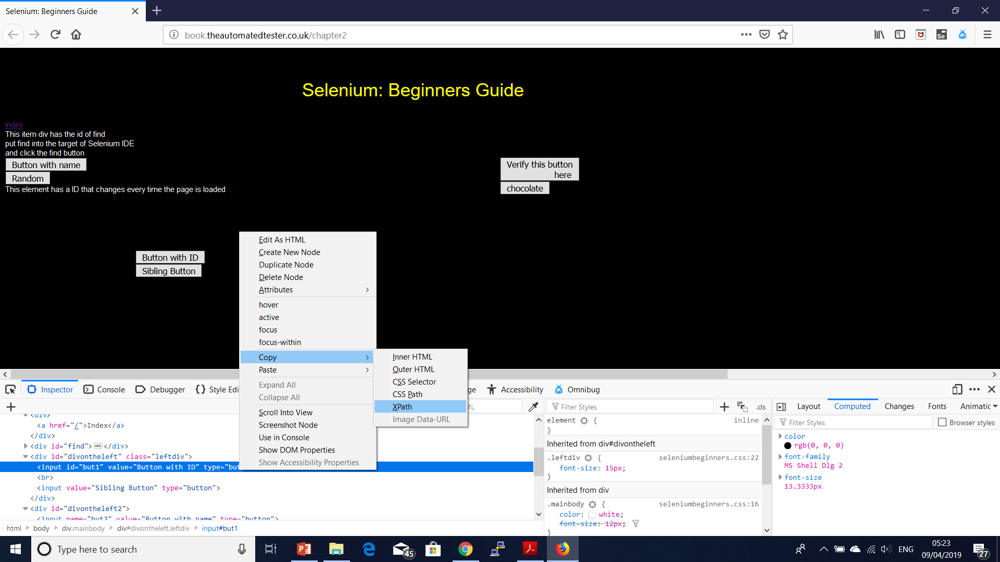 Selenium: Beginners Guide
book.theautomatedtester.co.uk/chapter2
Se
Selenium: Beginners Guide
Index
This item div has the id of find
put find into the target of Selenium IDE
and click the find button
Button with name
Random
This element has a ID that changes every time the page is loaded
Verify this button
here
chocolate
Button with ID
Sibling Button
Edit As HTML
Create New Node
Duplicate Node
Delete Node
Attributes
hover
active
focus
focus-within
Copy
Paste
Expand All
Collapse All
Scroll Into View
Screenshot Node
Use in Console
Show DOM Properties
Show Accessibility Properties
Inner HTML
Outer HTML
CSS Selector
CSS Path
XPath
Image Data-URL
Inspector Console Debugger Style Edi ge Accessibility Omnibug
ML
<div>
<a href="/">Index</a>
</div>
<div id="find"> ••• </div>
<div id="divontheleft" class="leftdiv">
<input id="but1" value="Button with ID" type="but
<br>
<input value="Sibling Button" type="button">
</div>
<div id="divontheleft2">
<input name="but2" value="Button with name" type="button">
html > body > div.mainbody > div#divontheleft.leftdiv > input#but1
Filter Styles .cls
element { inline
}
Inherited from div#divontheleft
.leftdiv { seleniumbeginners.css:22
font-size: 15px;
}
Inherited from div
.mainbody { seleniumbeginners.css:16
color: white;
font-size: 12px;
}
Layout Computed Changes Fonts Animatic
Filter Styles Browser styles
color
rgb(0, 0, 0)
font-family
MS Shell Dlg 2
font-size
13.3333px
Type here to search
45
ENG
05:23
09/04/2019
27